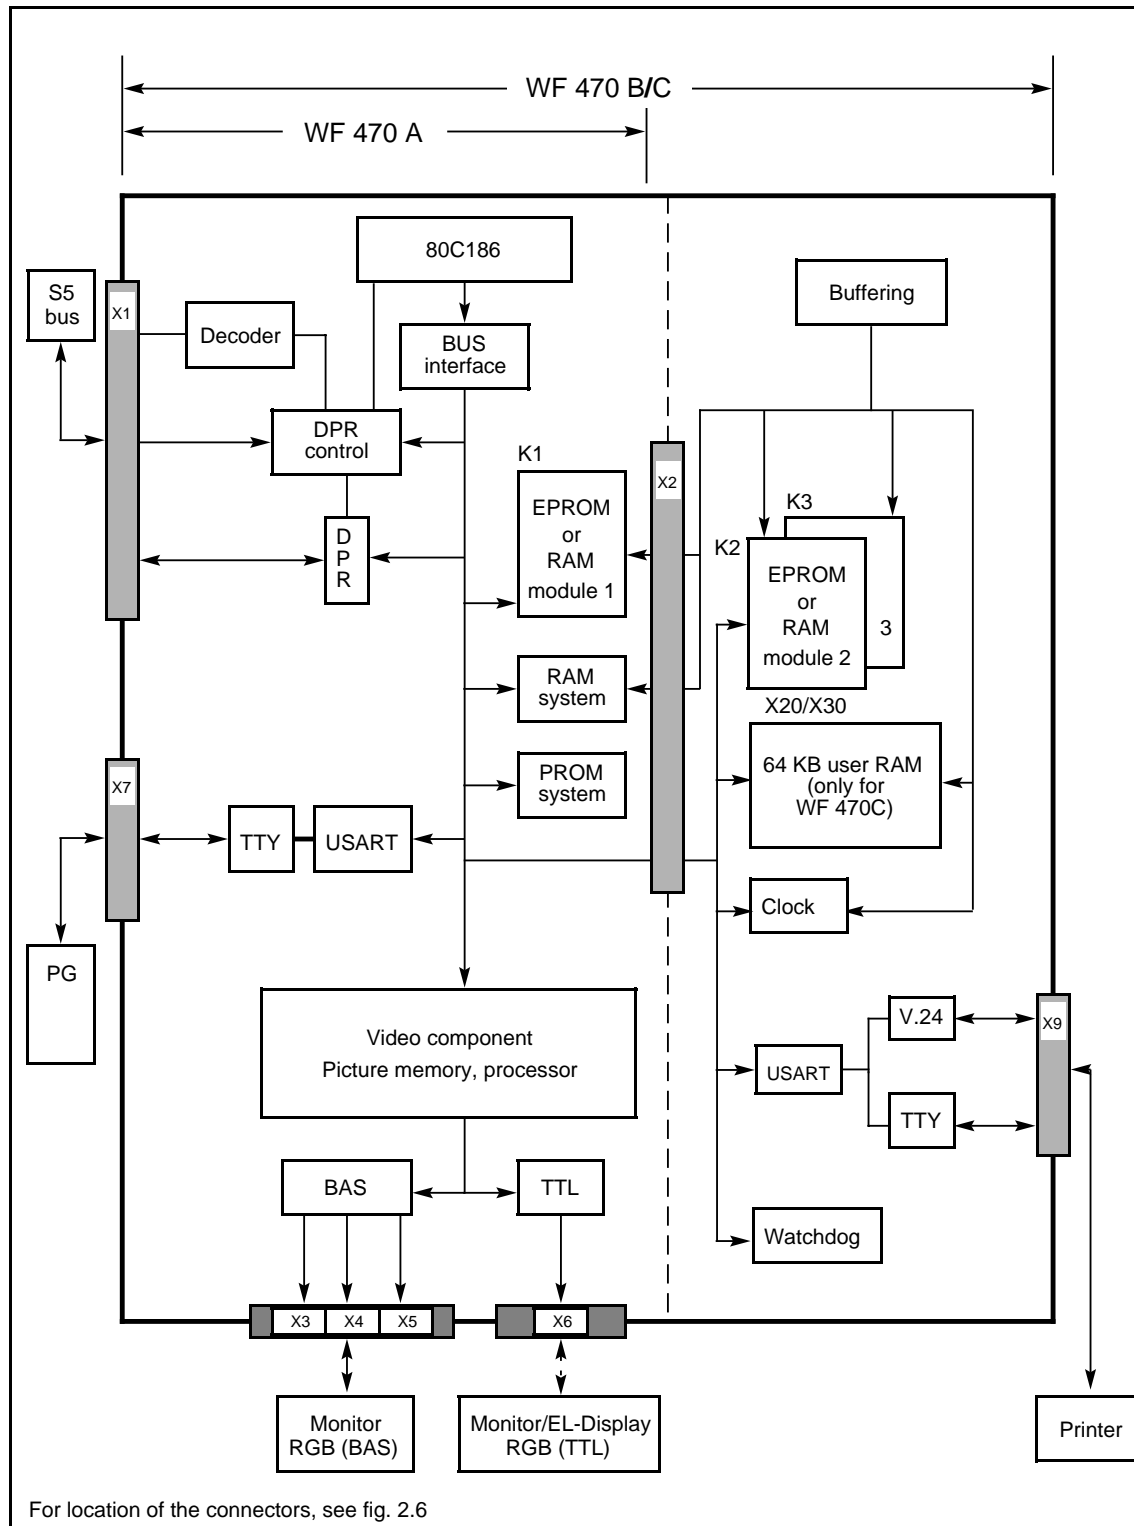 WF 470 B/C
WF 470 A
80C186
S5
bus
X1
Decoder
BUS
interface
Buffering
DPR
control
K1
X2
EPROM
or
RAM
module 1
D
P
R
K3
K2
EPROM
or
RAM
module 2
3
X20/X30
RAM
system
PROM
system
64 KB user RAM
(only for
WF 470C)
X7
TTY
USART
Clock
PG
Video component
Picture memory, processor
V.24
X9
USART
TTY
BAS
TTL
Watchdog
X3
X4
X5
X6
Monitor
RGB (BAS)
Monitor/EL-Display
RGB (TTL)
Printer
For location of the connectors, see fig. 2.6